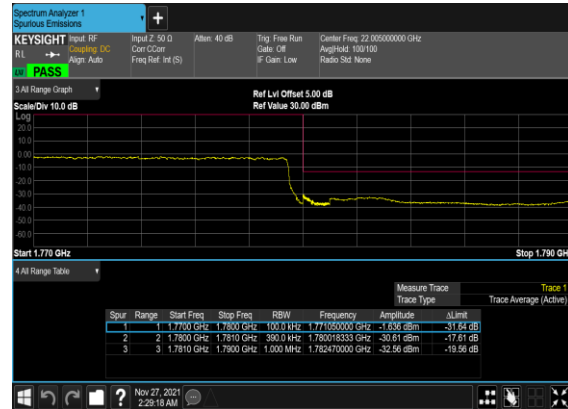 Spectrum Analyzer 1
Spurious Emissions
KEYSIGHT Input: RF Input Z: 50 Ω Atten: 40 dB Trig: Free Run Center Freq: 22.005000000 GHz
RL Coupling: DC Corr CCorr Gate: Off Avg|Hold: 100/100
Align: Auto Freq Ref: Int (S) IF Gain: Low Radio Std: None
PASS
3 All Range Graph
Ref Lvl Offset 5.00 dB
Scale/Div 10.0 dB Ref Value 30.00 dBm
Log
20.0
10.0
0.00
-10.0
-20.0
-30.0
-40.0
-50.0
-60.0
Start 1.770 GHz Stop 1.790 GH
4 All Range Table
Measure Trace Trace 1
Trace Type Trace Average (Active)
Spur Range Start Freq Stop Freq RBW Frequency Amplitude ΔLimit
1 1 1.7700 GHz 1.7800 GHz 100.0 kHz 1.771050000 GHz -1.636 dBm -31.64 dB
2 2 1.7800 GHz 1.7810 GHz 390.0 kHz 1.780018333 GHz -30.61 dBm -17.61 dB
3 3 1.7810 GHz 1.7900 GHz 1.000 MHz 1.782470000 GHz -32.56 dBm -19.56 dB
Nov 27, 2021
2:29:18 AM